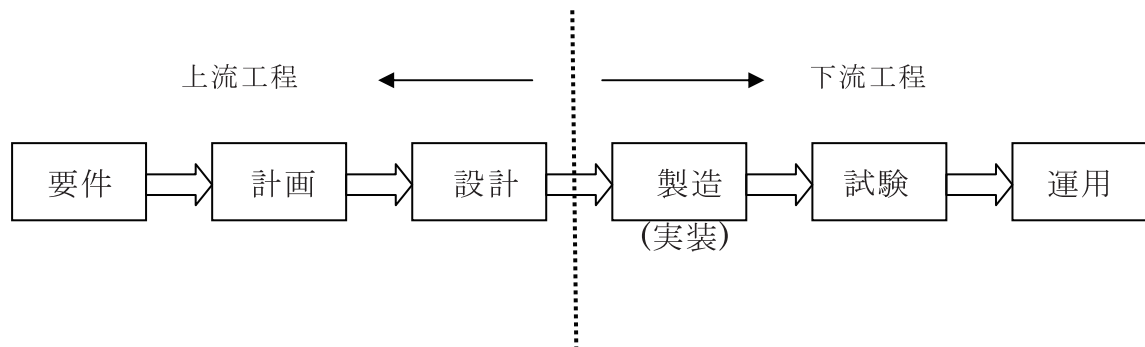 上流工程
下流工程
要件
計画
設計
製造
(実装)
試験
運用